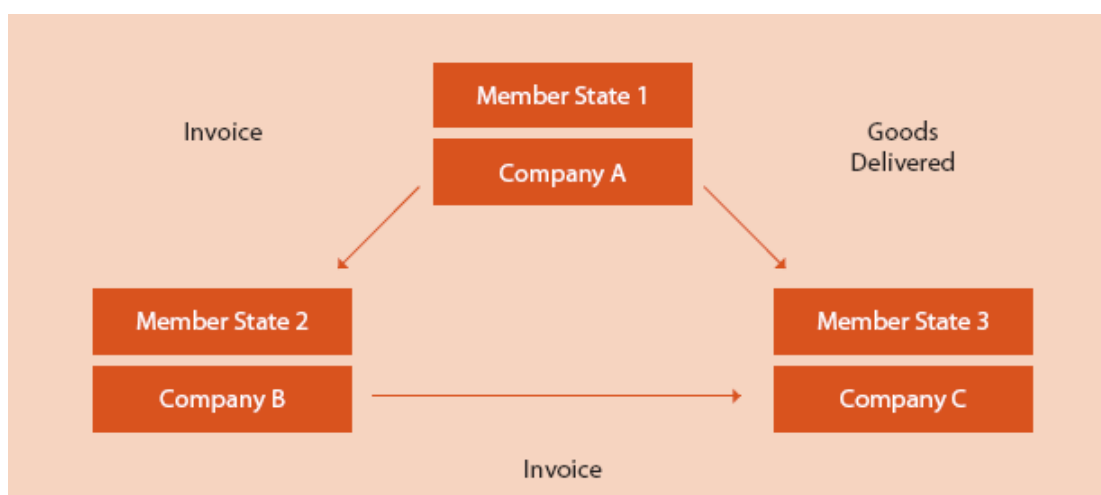 Member State 1
Invoice
Goods
Delivered
Company A
Member State 2
Member State 3
Company B
Company C
Invoice